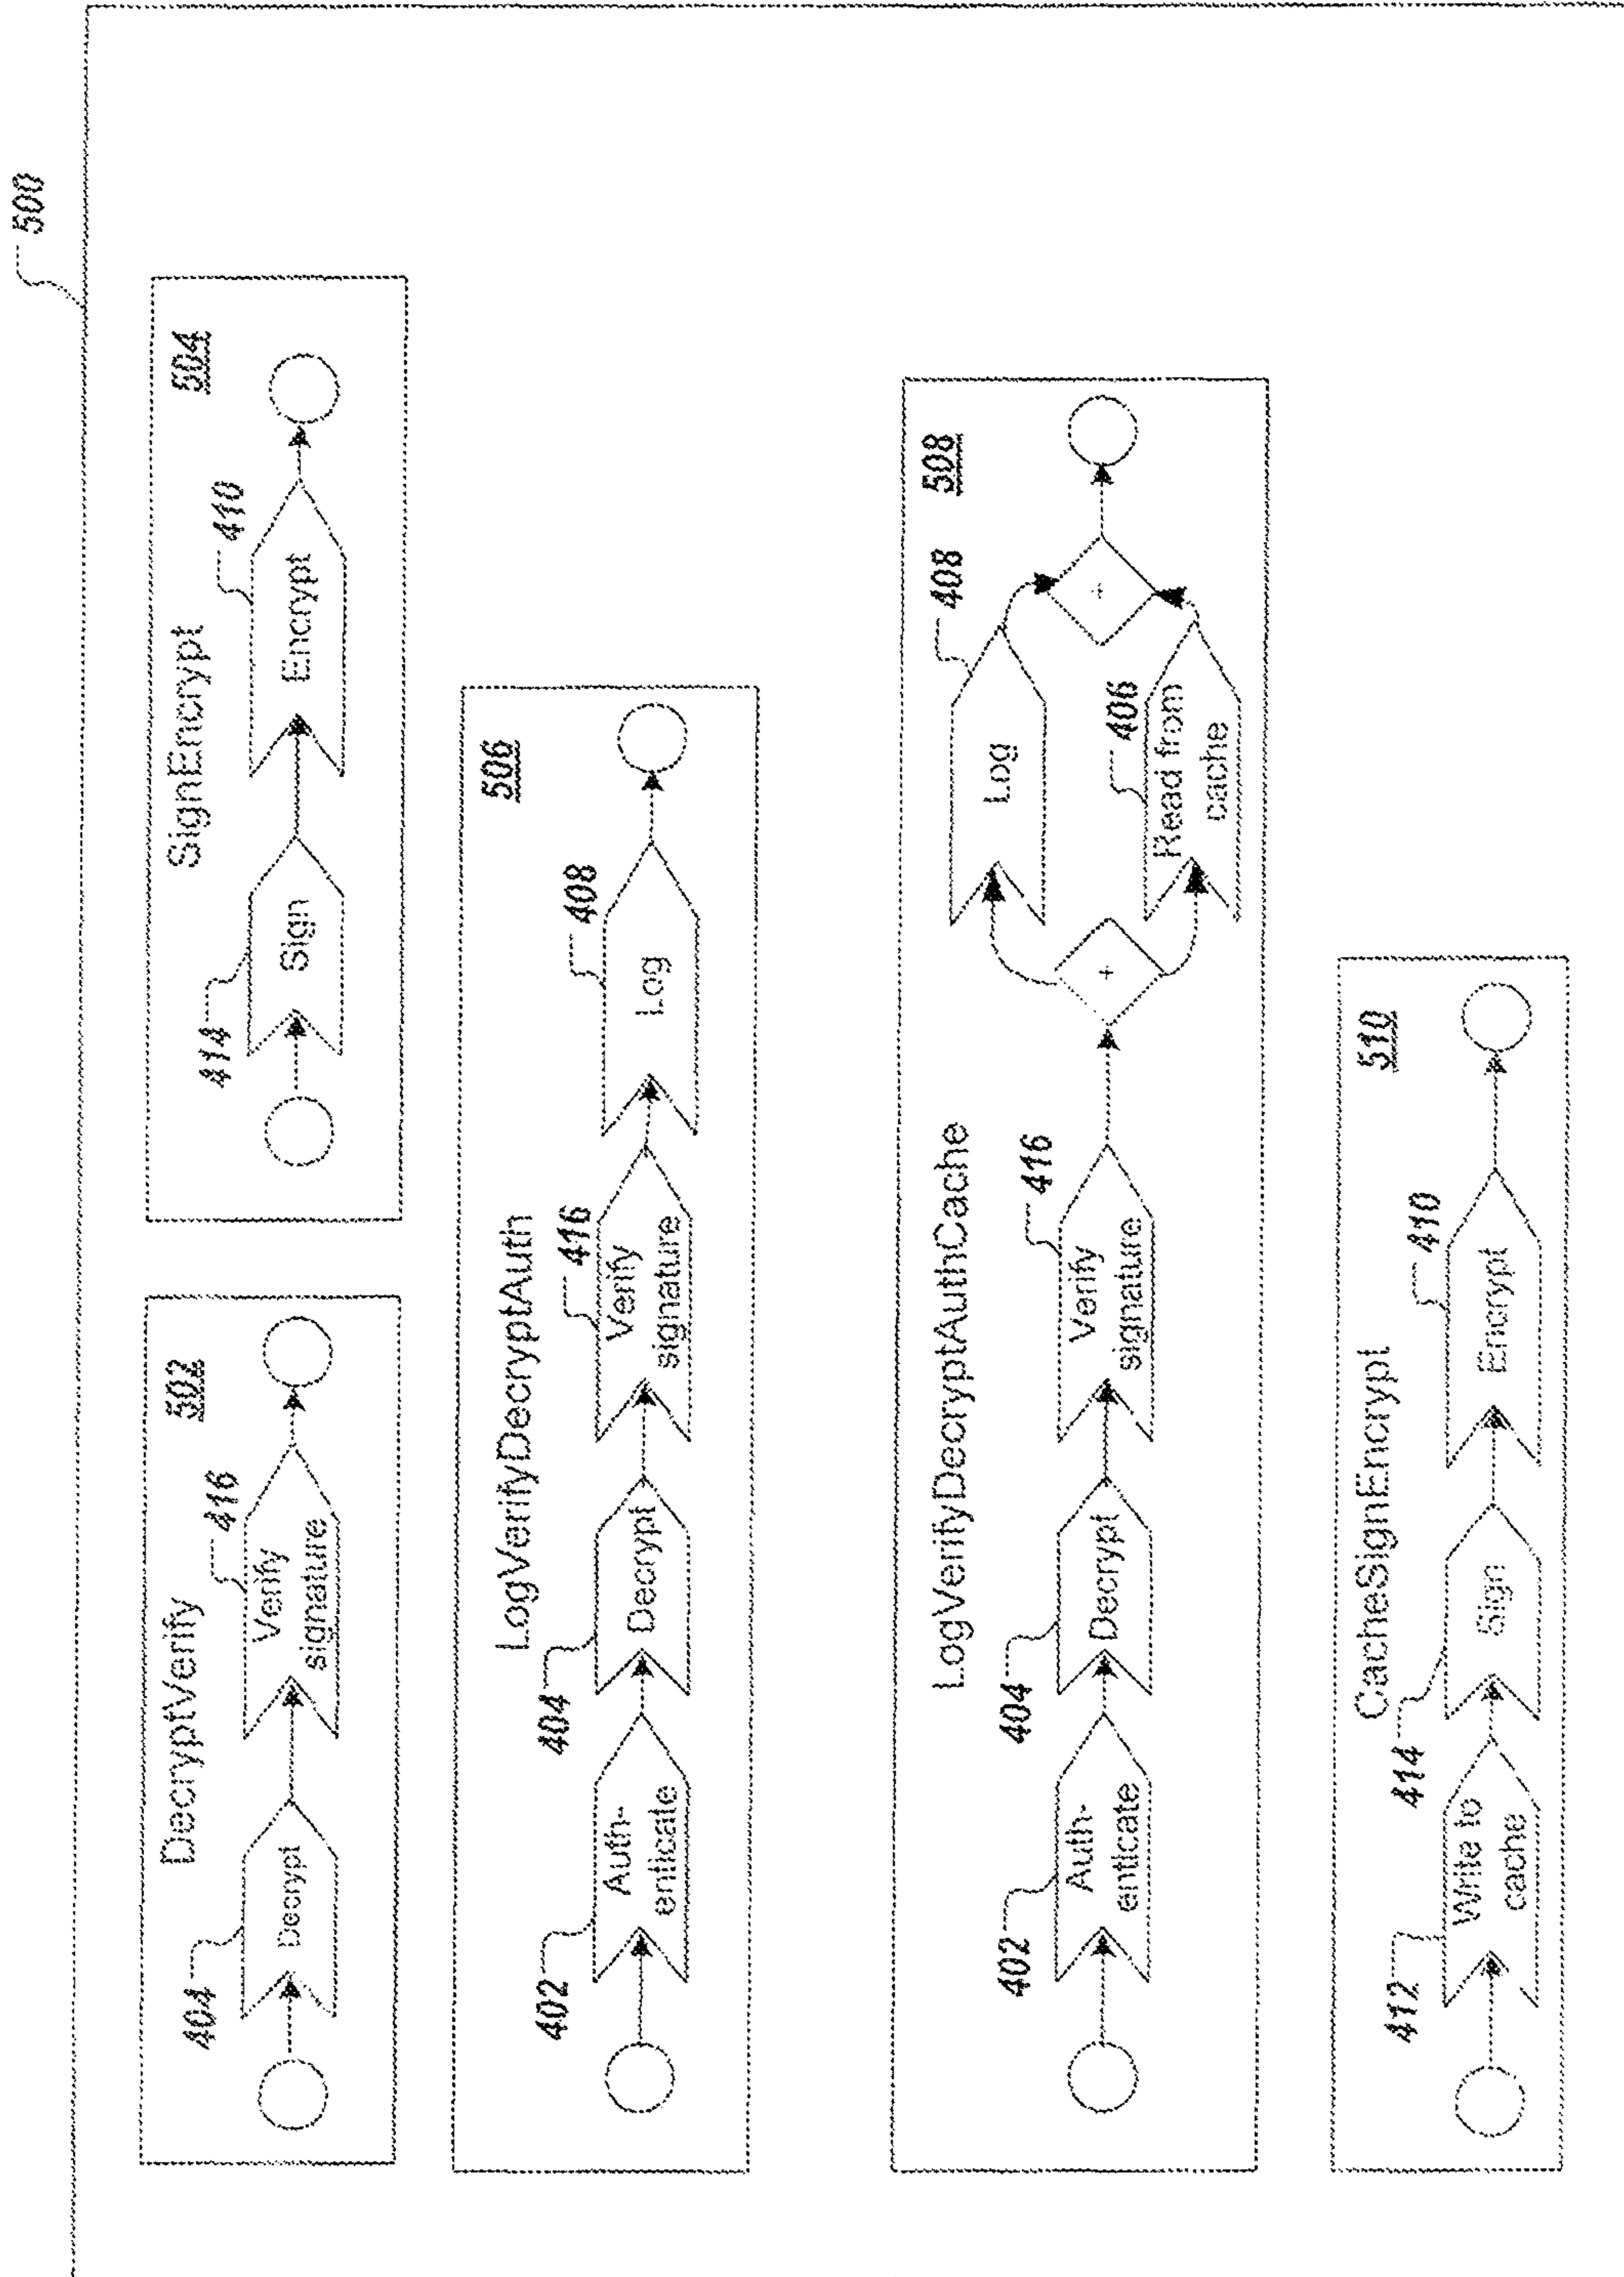 500
DecryptVerify
502
404
Decrypt
416
Verify
signature
SignEncrypt
504
414
Sign
410
Encrypt
LogVerifyDecryptAuth
506
402
Auth-
enticate
404
Decrypt
416
Verify
signature
408
Log
LogVerifyDecryptAuthCache
508
402
Auth-
enticate
404
Decrypt
416
Verify
signature
+
408
Log
406
Read from
cache
+
CacheSignEncrypt
510
412
Write to
cache
414
Sign
410
Encrypt